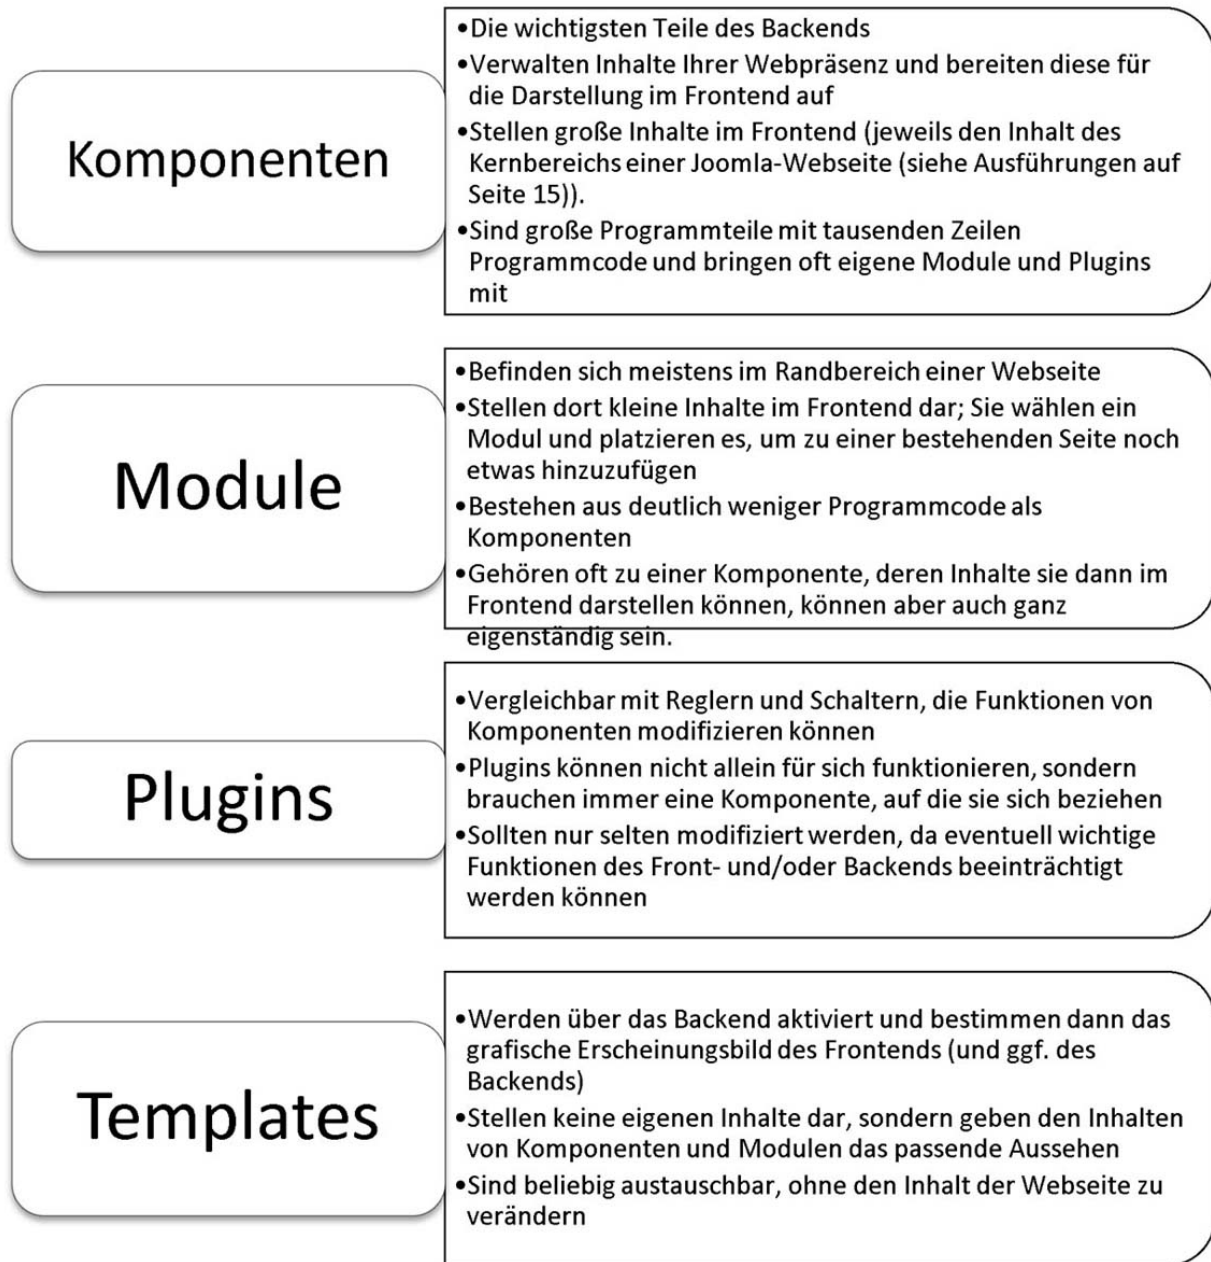 Komponenten
•Die wichtigsten Teile des Backends
•Verwalten Inhalte Ihrer Webpräsenz und bereiten diese für
die Darstellung im Frontend auf
•Stellen große Inhalte im Frontend (jeweils den Inhalt des
Kernbereichs einer Joomla-Webseite (siehe Ausführungen auf
Seite 15)).
•Sind große Programmteile mit tausenden Zeilen
Programmcode und bringen oft eigene Module und Plugins
mit
Module
•Befinden sich meistens im Randbereich einer Webseite
•Stellen dort kleine Inhalte im Frontend dar; Sie wählen ein
Modul und platzieren es, um zu einer bestehenden Seite noch
etwas hinzuzufügen
•Bestehen aus deutlich weniger Programmcode als
Komponenten
•Gehören oft zu einer Komponente, deren Inhalte sie dann im
Frontend darstellen können, können aber auch ganz
eigenständig sein.
Plugins
•Vergleichbar mit Reglern und Schaltern, die Funktionen von
Komponenten modifizieren können
•Plugins können nicht allein für sich funktionieren, sondern
brauchen immer eine Komponente, auf die sie sich beziehen
•Sollten nur selten modifiziert werden, da eventuell wichtige
Funktionen des Front- und/oder Backends beeinträchtigt
werden können
Templates
•Werden über das Backend aktiviert und bestimmen dann das
grafische Erscheinungsbild des Frontends (und ggf. des
Backends)
•Stellen keine eigenen Inhalte dar, sondern geben den Inhalten
von Komponenten und Modulen das passende Aussehen
•Sind beliebig austauschbar, ohne den Inhalt der Webseite zu
verändern